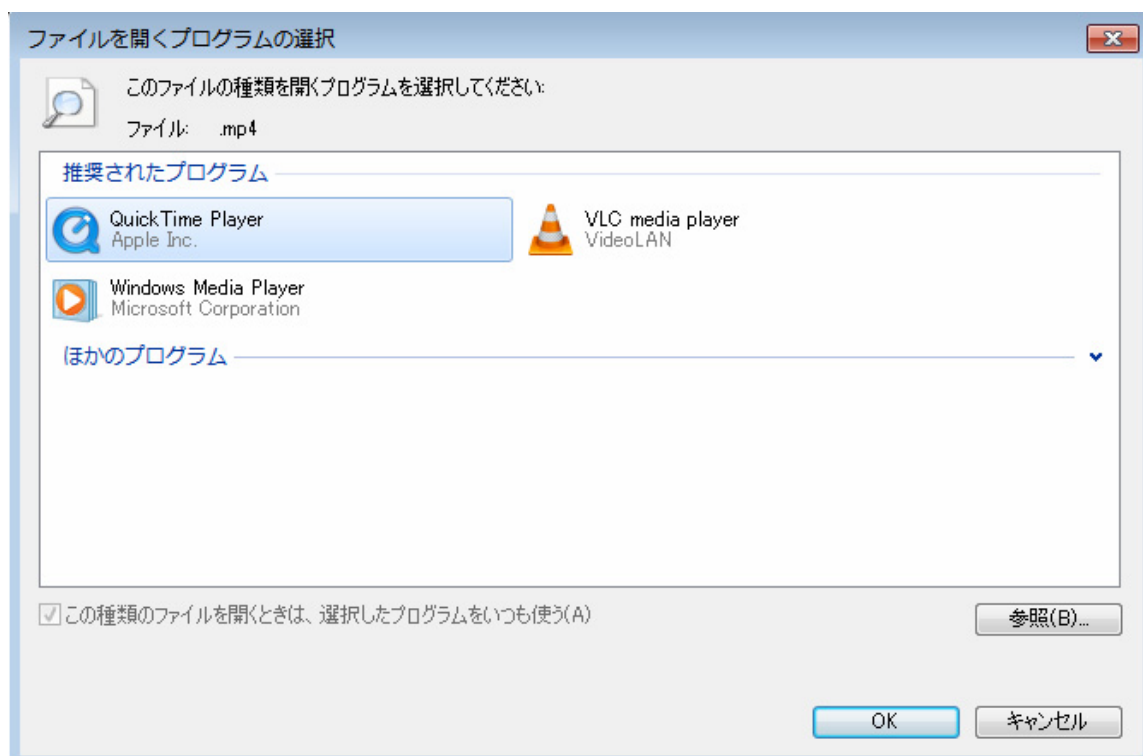 ファイルを開くプログラムの選択
このファイルの種類を開くプログラムを選択してください:
ファイル: .mp4
推奨されたプログラム
QuickTime Player
Apple Inc.
VLC media player
VideoLAN
Windows Media Player
Microsoft Corporation
ほかのプログラム
この種類のファイルを開くときは、選択したプログラムをいつも使う(A)
参照(B)...
OK
キャンセル